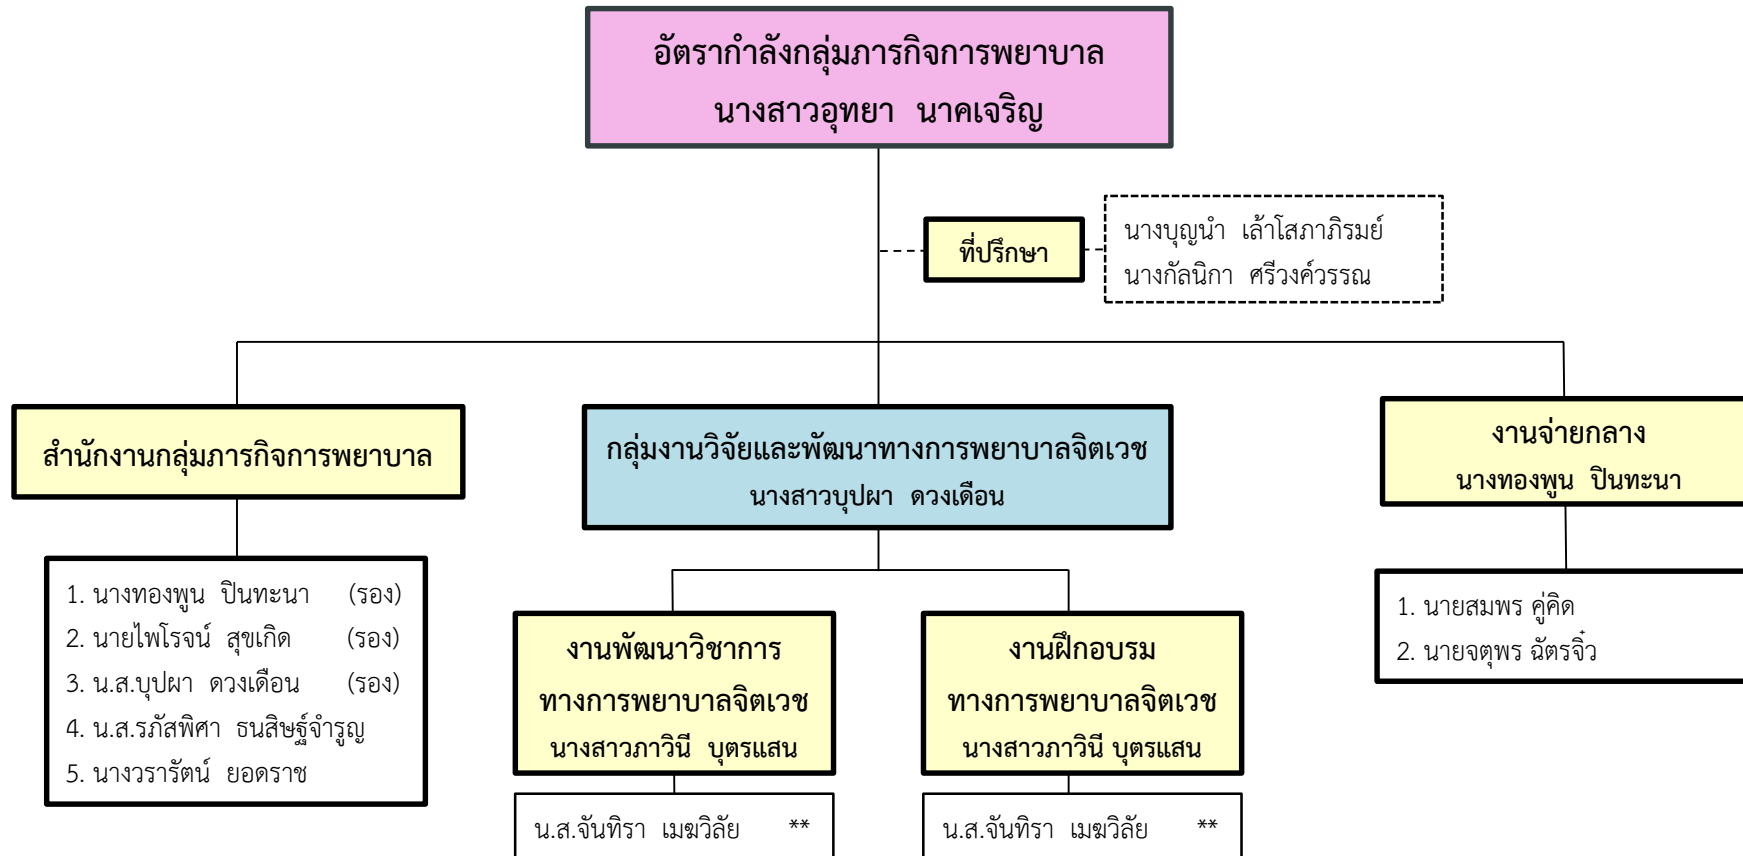 อัตรากำลังกลุ่มภารกิจการพยาบาล
นางสาวอุทยา นาคเจริญ
ที่ปรึกษา
นางบุญนำ เล้าโสภาภิรมย์
นางกัลนิกา ศรีวงค์วรรณ
สำนักงานกลุ่มภารกิจการพยาบาล
1. นางทองพูน ปินทะนา (รอง)
2. นายไพโรจน์ สุขเกิด (รอง)
3. น.ส.บุปผา ดวงเดือน (รอง)
4. น.ส.รภัสพิศา ธนสิษฐ์จำรูญ
5. นางวรารัตน์ ยอดราช
กลุ่มงานวิจัยและพัฒนาทางการพยาบาลจิตเวช
นางสาวบุปผา ดวงเดือน
งานพัฒนาวิชาการ
ทางการพยาบาลจิตเวช
นางสาวภาวินี บุตรแสน
น.ส.จันทิรา เมฆวิลัย **
งานฝึกอบรม
ทางการพยาบาลจิตเวช
นางสาวภาวินี บุตรแสน
น.ส.จันทิรา เมฆวิลัย **
งานจ่ายกลาง
นางทองพูน ปินทะนา
1. นายสมพร คู่คิด
2. นายจตุพร ฉัตรจิ๋ว